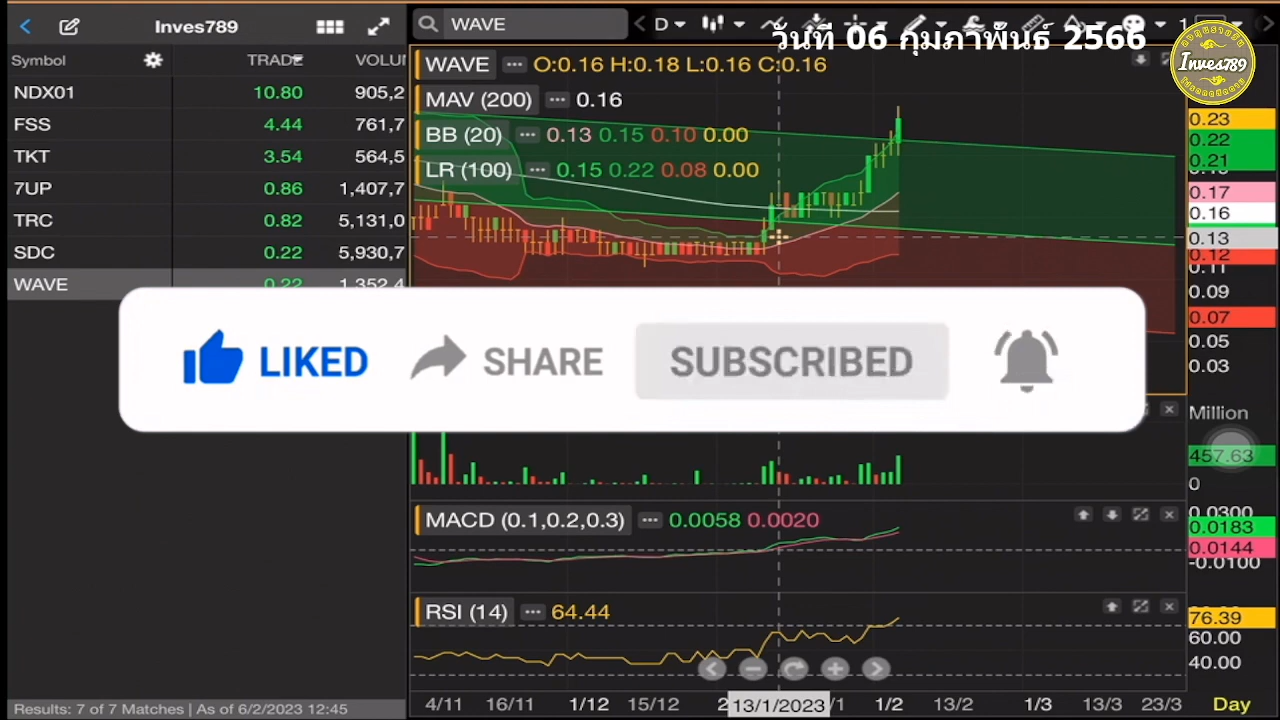 Inves789
WAVE
D
1
วันที่ 06 กุมภาพันธ์ 2566
Inves789
Symbol TRADE VOLU
NDX01 10.80 905,2
FSS 4.44 761,7
TKT 3.54 564,5
7UP 0.86 1,407,7
TRC 0.82 5,131,0
SDC 0.22 5,930,7
WAVE 0.22 1,352,4
WAVE O:0.16 H:0.18 L:0.16 C:0.16
MAV (200) 0.16
BB (20) 0.13 0.15 0.10 0.00
LR (100) 0.15 0.22 0.08 0.00
0.23
0.22
0.21
0.17
0.16
0.13
0.12
0.11
0.09
0.07
0.05
0.03
LIKED SHARE SUBSCRIBED
Million
457.63
0
MACD (0.1,0.2,0.3) 0.0058 0.0020
0.0300
0.0183
0.0144
-0.0100
RSI (14) 64.44
76.39
60.00
40.00
4/11 16/11 1/12 15/12 2 13/1/2023 /1 1/2 13/2 1/3 13/3 23/3 Day
Results: 7 of 7 Matches | As of 6/2/2023 12:45